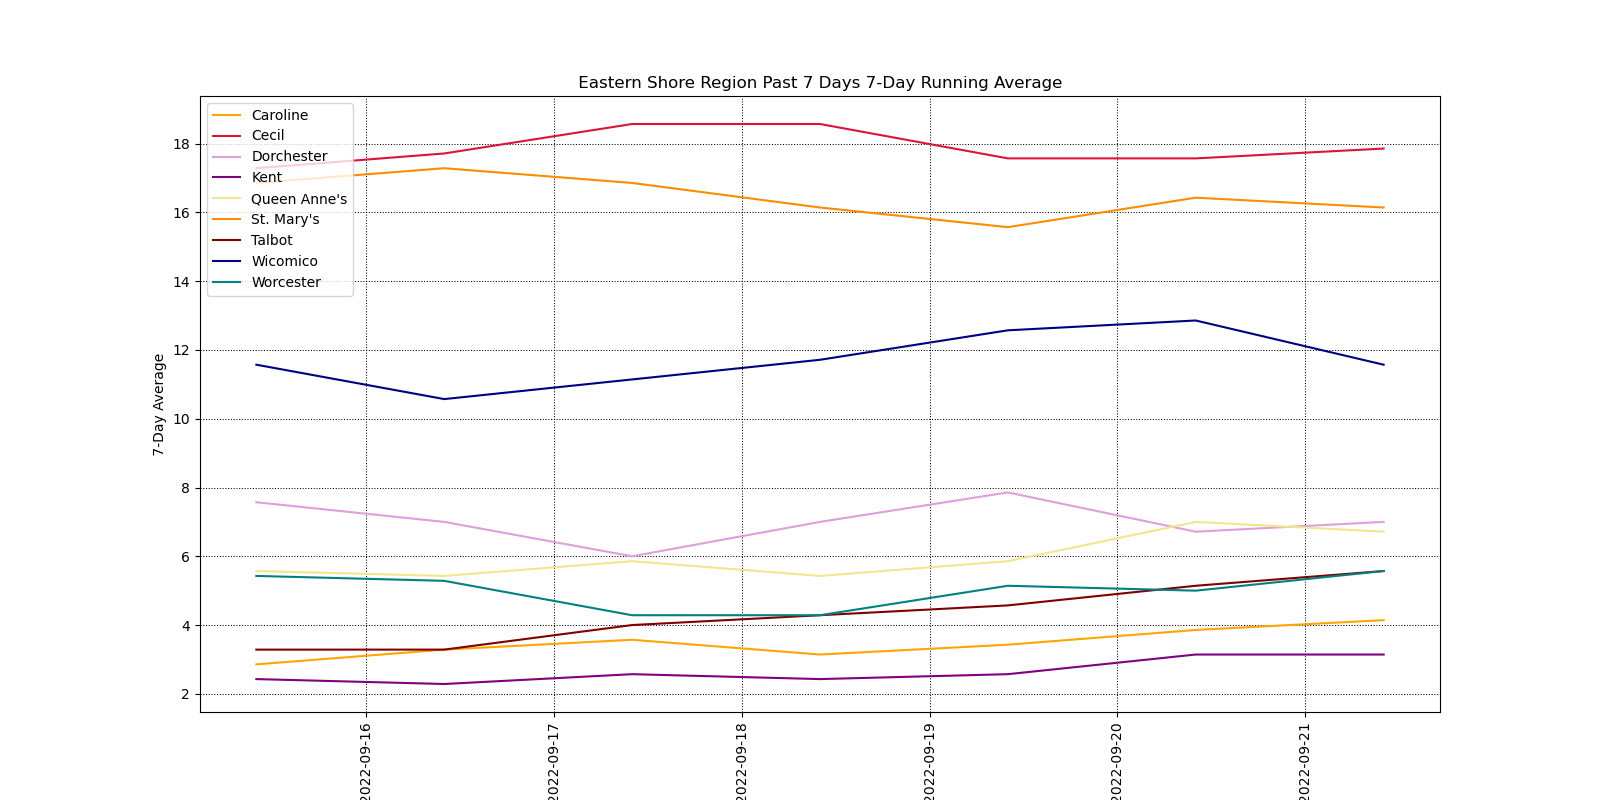 Eastern Shore Region Past 7 Days 7-Day Running Average
Caroline
Cecil
Dorchester
Kent
Queen Anne's
St. Mary's
Talbot
Wicomico
Worcester
18
16
14
12
10
8
6
4
2
7-Day Average
2022-09-16
2022-09-17
2022-09-18
2022-09-19
2022-09-20
2022-09-21